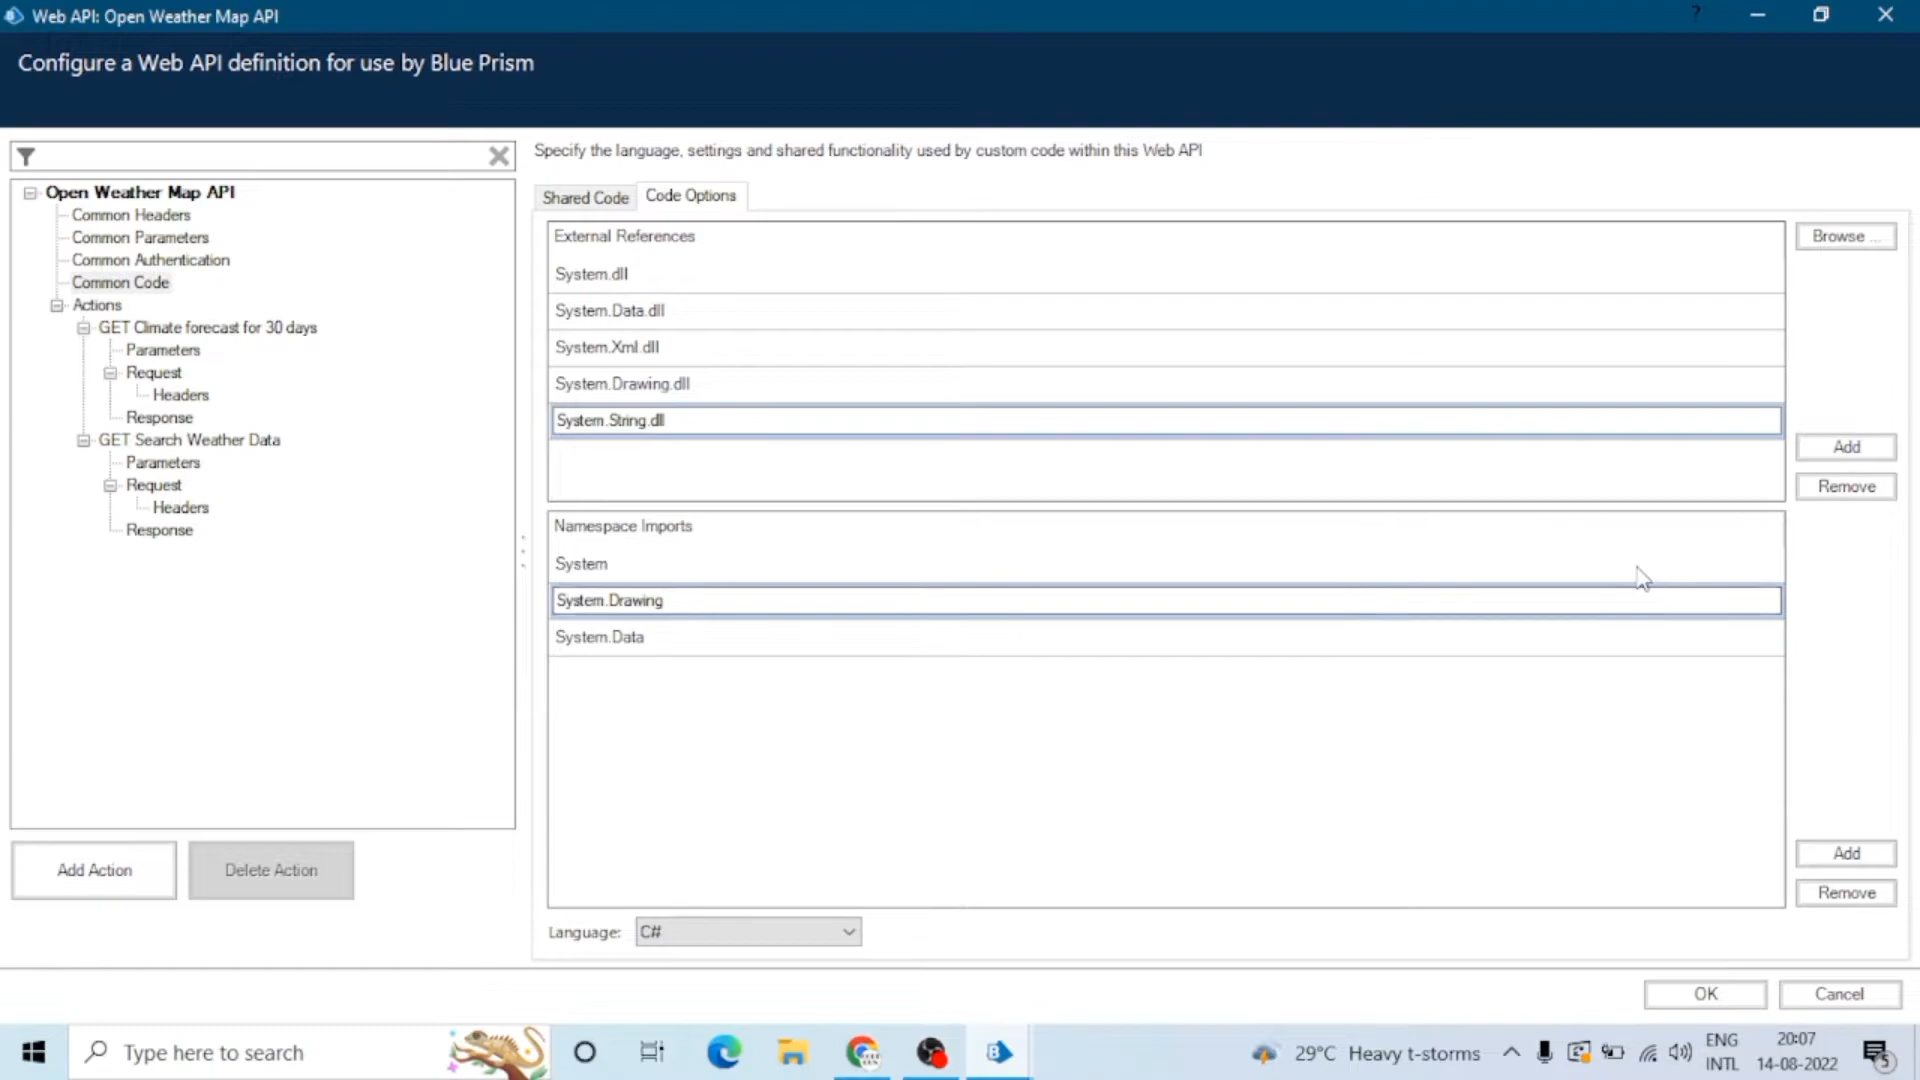 Web API: Open Weather Map API
?
Configure a Web API definition for use by Blue Prism
Specify the language, settings and shared functionality used by custom code within this Web API
Open Weather Map API
Common Headers
Common Parameters
Common Authentication
Common Code
Actions
GET Climate forecast for 30 days
Parameters
Request
Headers
Response
GET Search Weather Data
Parameters
Request
Headers
Response
Add Action
Delete Action
Shared Code
Code Options
External References
System.dll
System.Data.dll
System.Xml.dll
System.Drawing.dll
System.String.dll
Browse ...
Add
Remove
Namespace Imports
System
System.Drawing
System.Data
Add
Remove
Language:
C#
OK
Cancel
Type here to search
29°C Heavy t-storms
ENG
INTL
20:07
14-08-2022
5